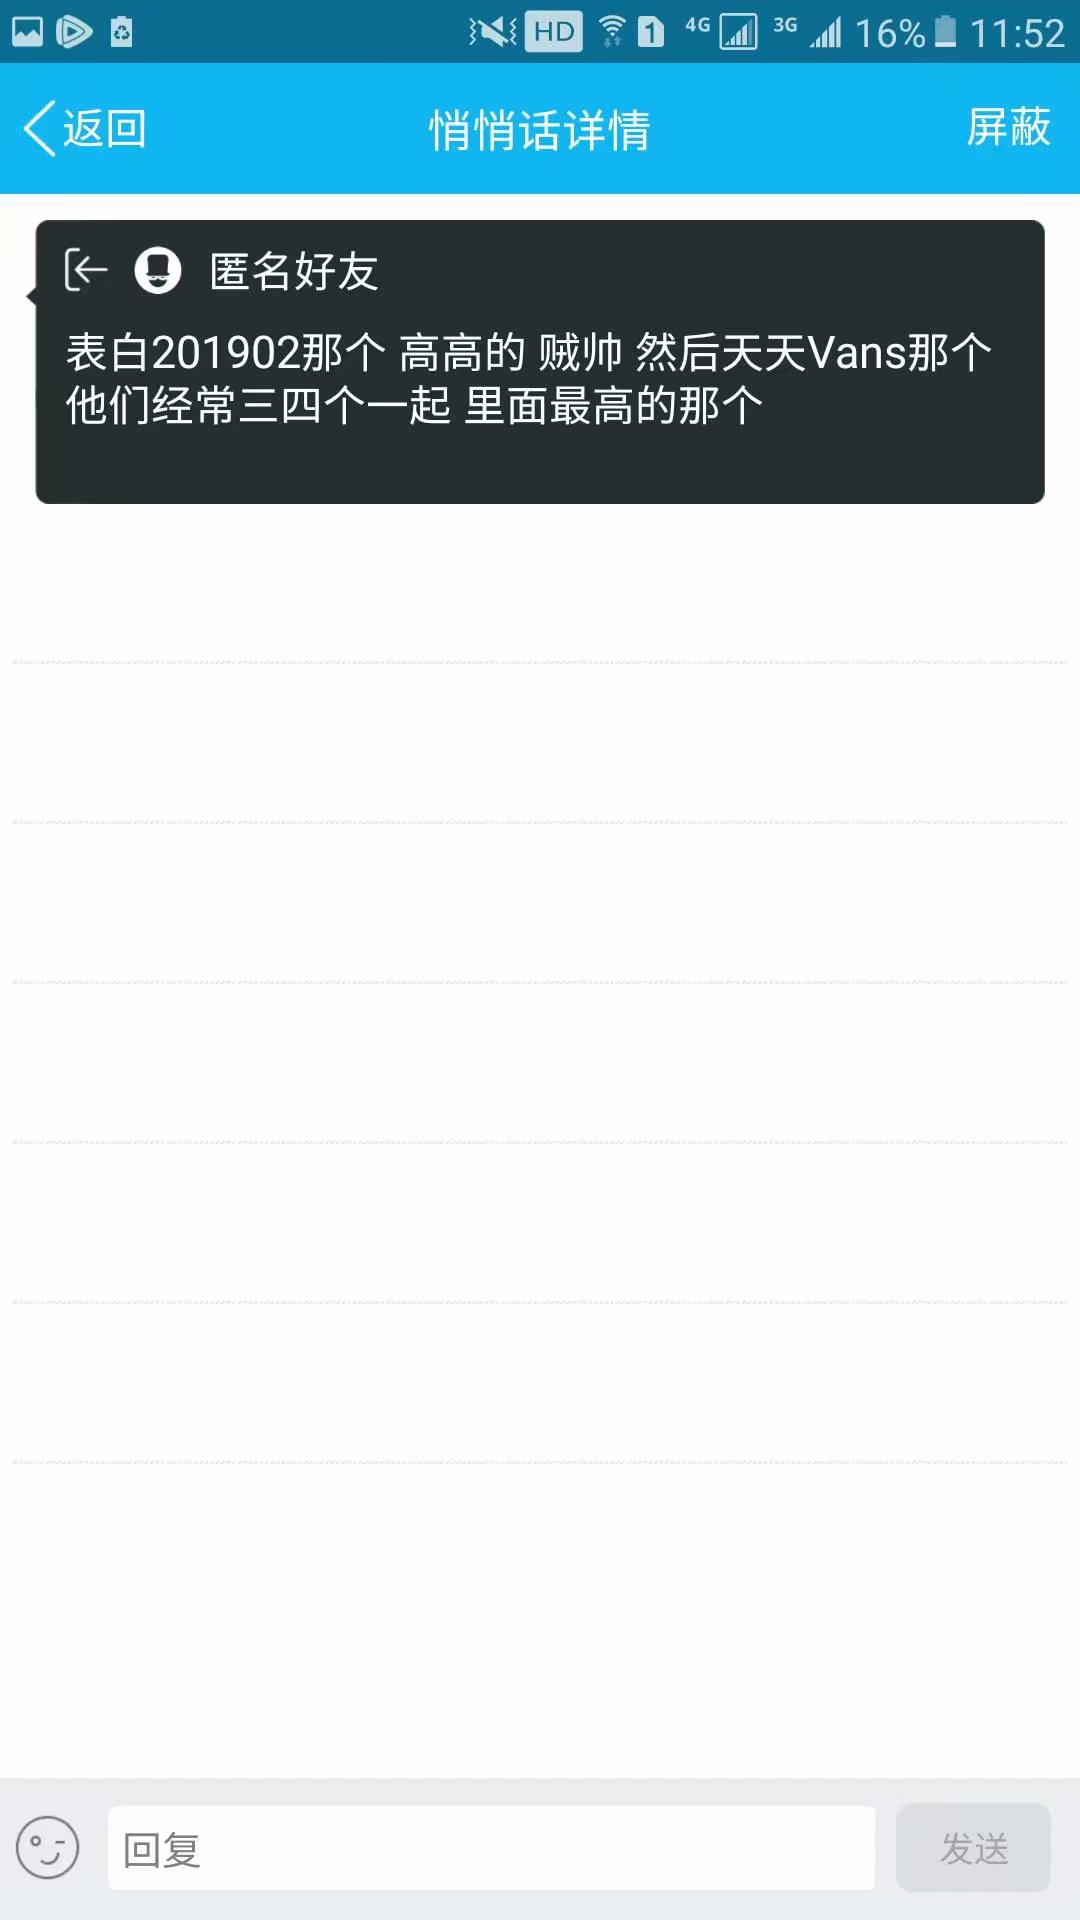 HD 1 4G 3G 16% 11:52
返回 悄悄话详情 屏蔽
匿名好友
表白201902那个 高高的 贼帅 然后天天Vans那个
他们经常三四个一起 里面最高的那个
回复 发送